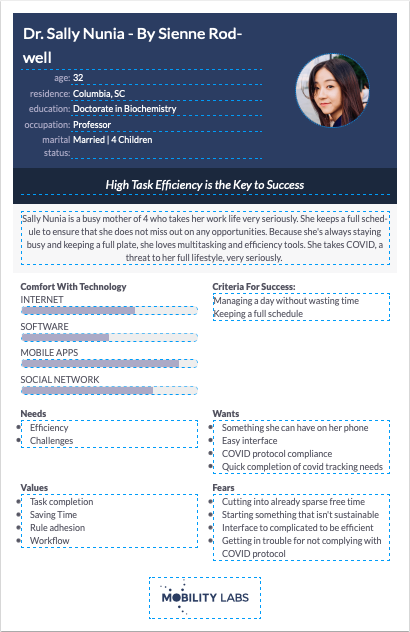 Dr. Sally Nunia - By Sienne Rod-
well
age: 32
residence: Columbia, SC
education: Doctorate in Biochemistry
occupation: Professor
marital Married | 4 Children
status:
High Task Efficiency is the Key to Success
Sally Nunia is a busy mother of 4 who takes her work life very seriously. She keeps a full sched-
ule to ensure that she does not miss out on any opportunities. Because she's always staying
busy and keeping a full plate, she loves multitasking and efficiency tools. She takes COVID, a
threat to her full lifestyle, very seriously.
Comfort With Technology
INTERNET
SOFTWARE
MOBILE APPS
SOCIAL NETWORK
Criteria For Success:
Managing a day without wasting time
Keeping a full schedule
Needs
Efficiency
Challenges
Wants
Something she can have on her phone
Easy interface
COVID protocol compliance
Quick completion of covid tracking needs
Values
Task completion
Saving Time
Rule adhesion
Workflow
Fears
Cutting into already sparse free time
Starting something that isn't sustainable
Interface to complicated to be efficient
Getting in trouble for not complying with
COVID protocol
MOBILITY LABS